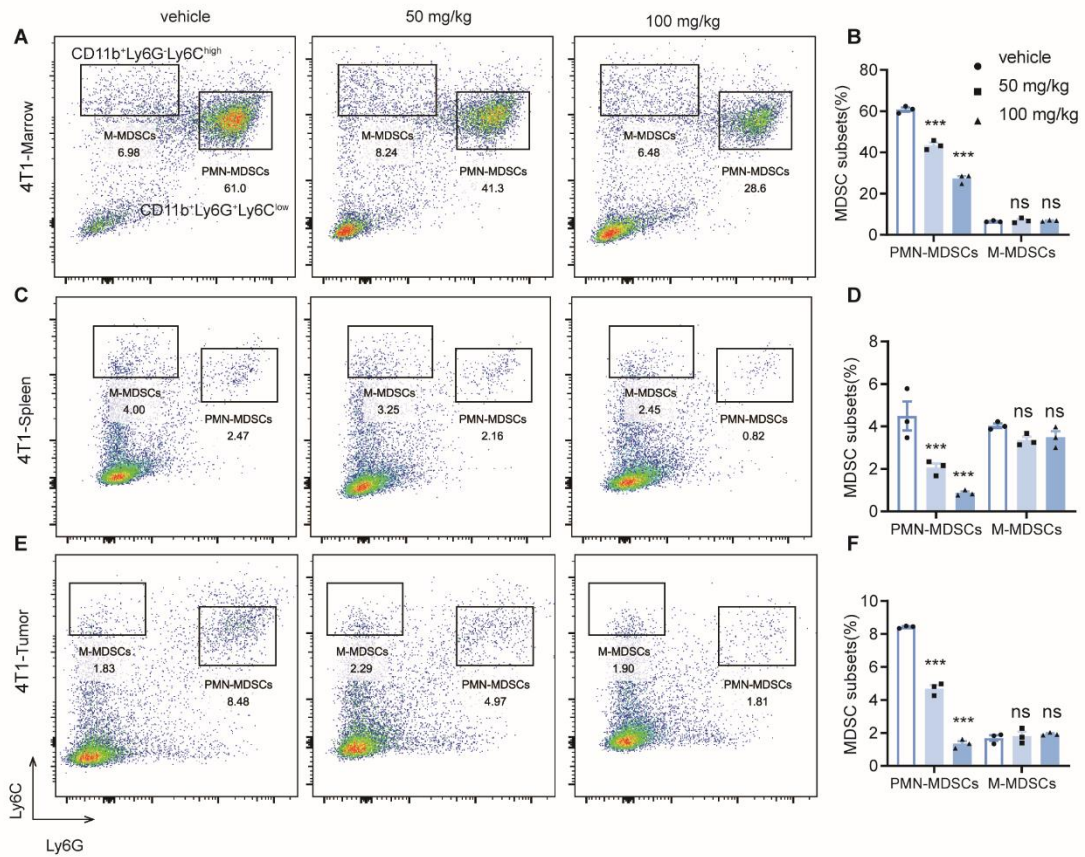 vehicle
50 mg/kg
100 mg/kg
A
4T1-Marrow
CD11b⁺Ly6G⁻Ly6Cʰⁱᵍʰ
M-MDSCs
6.98
PMN-MDSCs
61.0
CD11b⁺Ly6G⁺Ly6Cˡᵒʷ
M-MDSCs
8.24
PMN-MDSCs
41.3
M-MDSCs
6.48
PMN-MDSCs
28.6
B
vehicle
50 mg/kg
100 mg/kg
MDSC subsets(%)
80
60
40
20
0
***
***
ns
ns
PMN-MDSCs
M-MDSCs
C
4T1-Spleen
M-MDSCs
4.00
PMN-MDSCs
2.47
M-MDSCs
3.25
PMN-MDSCs
2.16
M-MDSCs
2.45
PMN-MDSCs
0.82
D
MDSC subsets(%)
8
6
4
2
0
***
***
ns
ns
PMN-MDSCs
M-MDSCs
E
4T1-Tumor
M-MDSCs
1.83
PMN-MDSCs
8.48
M-MDSCs
2.29
PMN-MDSCs
4.97
M-MDSCs
1.90
PMN-MDSCs
1.81
F
MDSC subsets(%)
10
8
6
4
2
0
***
***
ns
ns
PMN-MDSCs
M-MDSCs
Ly6C
Ly6G